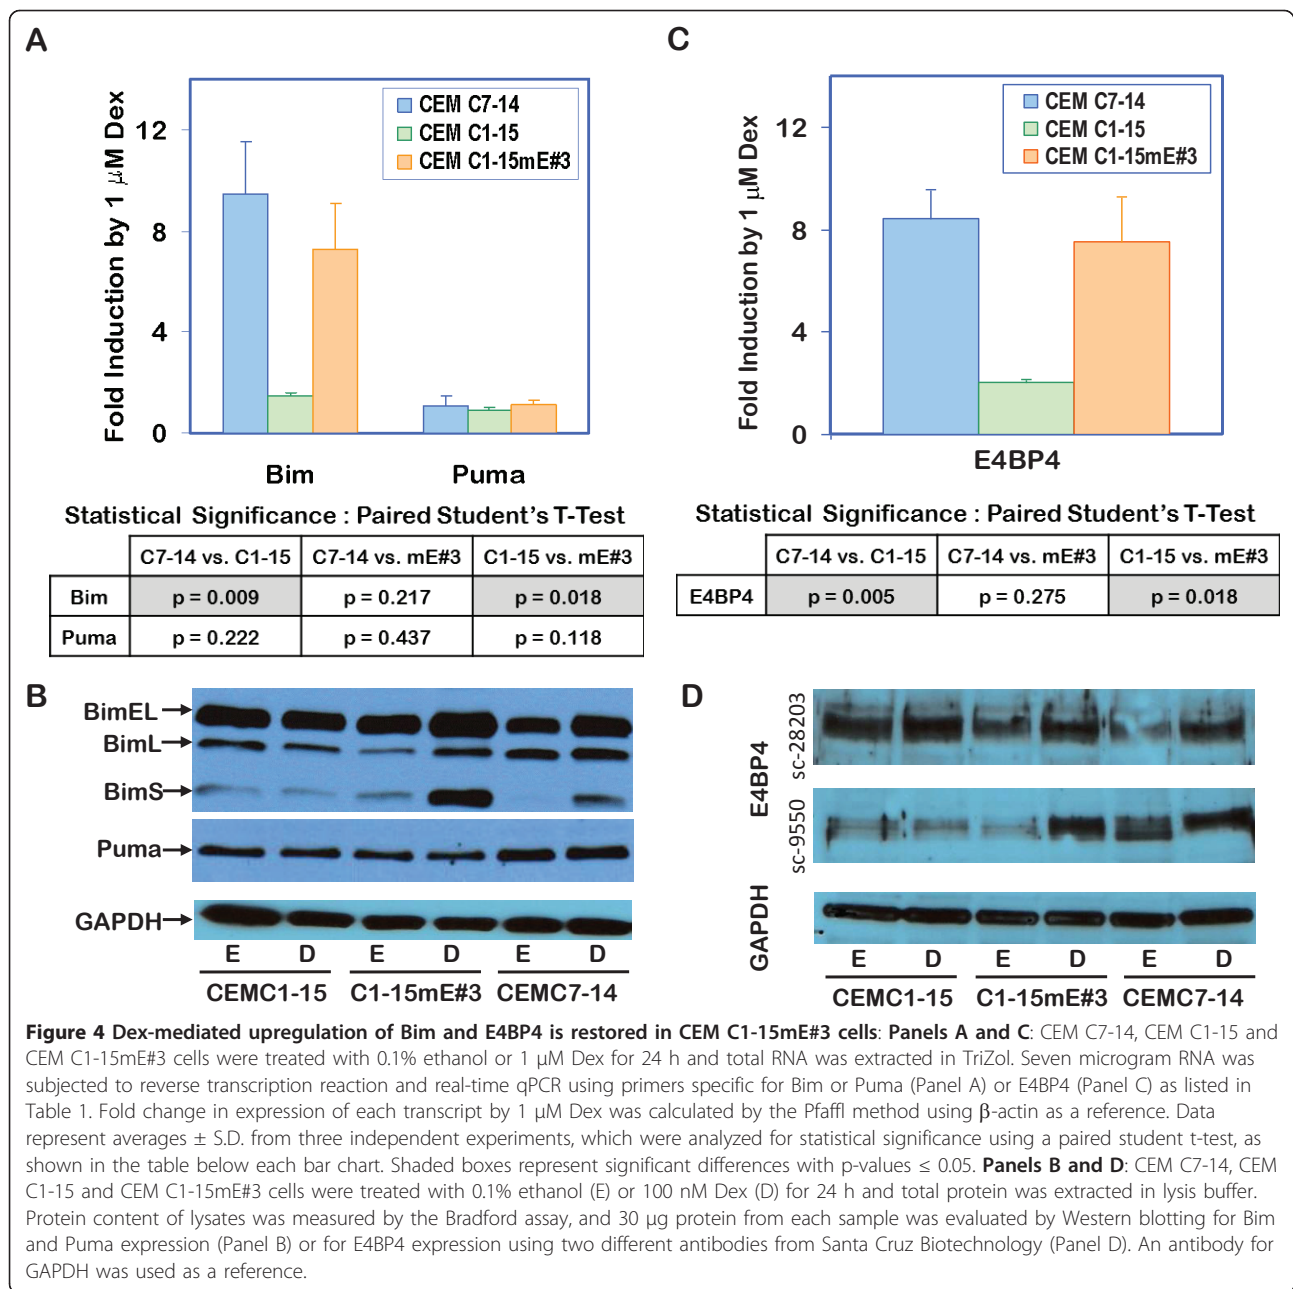 A
Fold Induction by 1 μM Dex
12
8
4
0
CEM C7-14
CEM C1-15
CEM C1-15mE#3
Bim
Puma
Statistical Significance : Paired Student's T-Test
C7-14 vs. C1-15
C7-14 vs. mE#3
C1-15 vs. mE#3
Bim
p = 0.009
p = 0.217
p = 0.018
Puma
p = 0.222
p = 0.437
p = 0.118
C
Fold Induction by 1 μM Dex
12
8
4
0
CEM C7-14
CEM C1-15
CEM C1-15mE#3
E4BP4
Statistical Significance : Paired Student's T-Test
C7-14 vs. C1-15
C7-14 vs. mE#3
C1-15 vs. mE#3
E4BP4
p = 0.005
p = 0.275
p = 0.018
B
BimEL
BimL
BimS
Puma
GAPDH
E D E D E D
CEMC1-15 C1-15mE#3 CEMC7-14
D
E4BP4
sc-28203
sc-9550
GAPDH
E D E D E D
CEMC1-15 C1-15mE#3 CEMC7-14
Figure 4 Dex-mediated upregulation of Bim and E4BP4 is restored in CEM C1-15mE#3 cells: Panels A and C: CEM C7-14, CEM C1-15 and
CEM C1-15mE#3 cells were treated with 0.1% ethanol or 1 μM Dex for 24 h and total RNA was extracted in TriZol. Seven microgram RNA was
subjected to reverse transcription reaction and real-time qPCR using primers specific for Bim or Puma (Panel A) or E4BP4 (Panel C) as listed in
Table 1. Fold change in expression of each transcript by 1 μM Dex was calculated by the Pfaffl method using β-actin as a reference. Data
represent averages ± S.D. from three independent experiments, which were analyzed for statistical significance using a paired student t-test, as
shown in the table below each bar chart. Shaded boxes represent significant differences with p-values ≤ 0.05. Panels B and D: CEM C7-14, CEM
C1-15 and CEM C1-15mE#3 cells were treated with 0.1% ethanol (E) or 100 nM Dex (D) for 24 h and total protein was extracted in lysis buffer.
Protein content of lysates was measured by the Bradford assay, and 30 μg protein from each sample was evaluated by Western blotting for Bim
and Puma expression (Panel B) or for E4BP4 expression using two different antibodies from Santa Cruz Biotechnology (Panel D). An antibody for
GAPDH was used as a reference.